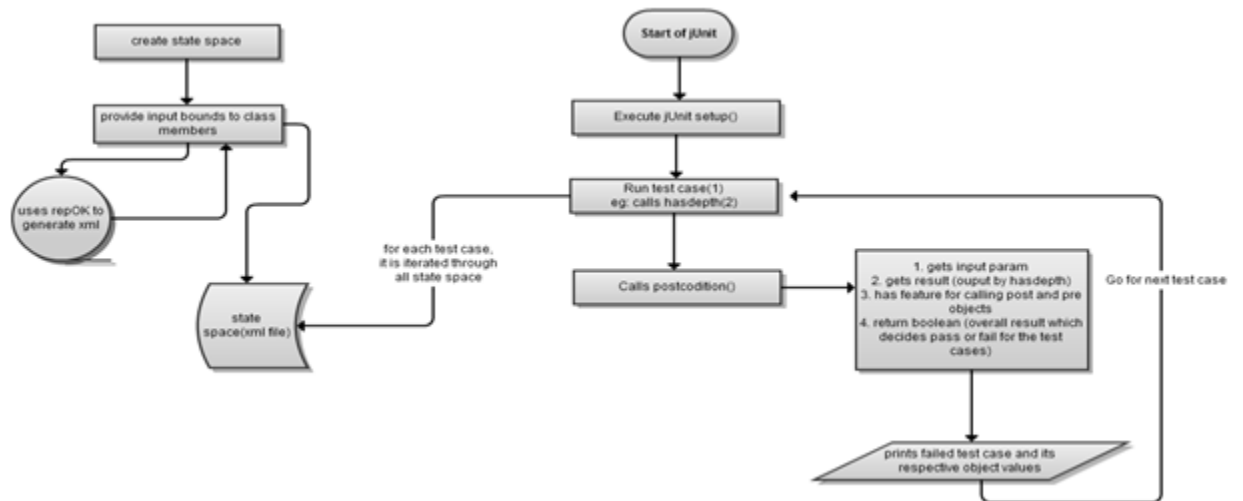 create state space
provide input bounds to class
members
uses repOK to
generate xml
state
space(xml file)
for each test case,
it is iterated through
all state space
Start of jUnit
Execute jUnit setup()
Run test case(1)
eg: calls hasdepth(2)
Calls postcodition()
1. gets input param
2. gets result (ouput by hasdepth)
3. has feature for calling post and pre
objects
4. return boolean (overall result which
decides pass or fail for the test
cases)
Go for next test case
prints failed test case and its
respective object values